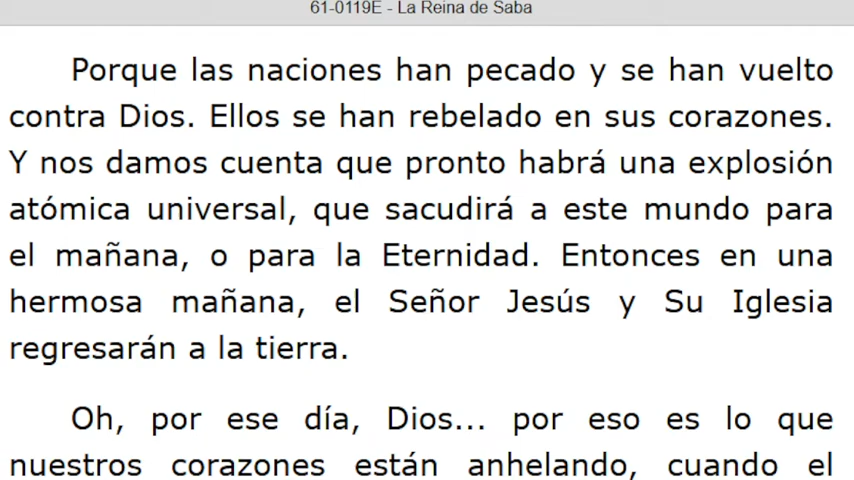 61-0119E - La Reina de Saba
Porque las naciones han pecado y se han vuelto
contra Dios. Ellos se han rebelado en sus corazones.
Y nos damos cuenta que pronto habrá una explosión
atómica universal, que sacudirá a este mundo para
el mañana, o para la Eternidad. Entonces en una
hermosa mañana, el Señor Jesús y Su Iglesia
regresarán a la tierra.
Oh, por ese día, Dios... por eso es lo que
nuestros corazones están anhelando, cuando el